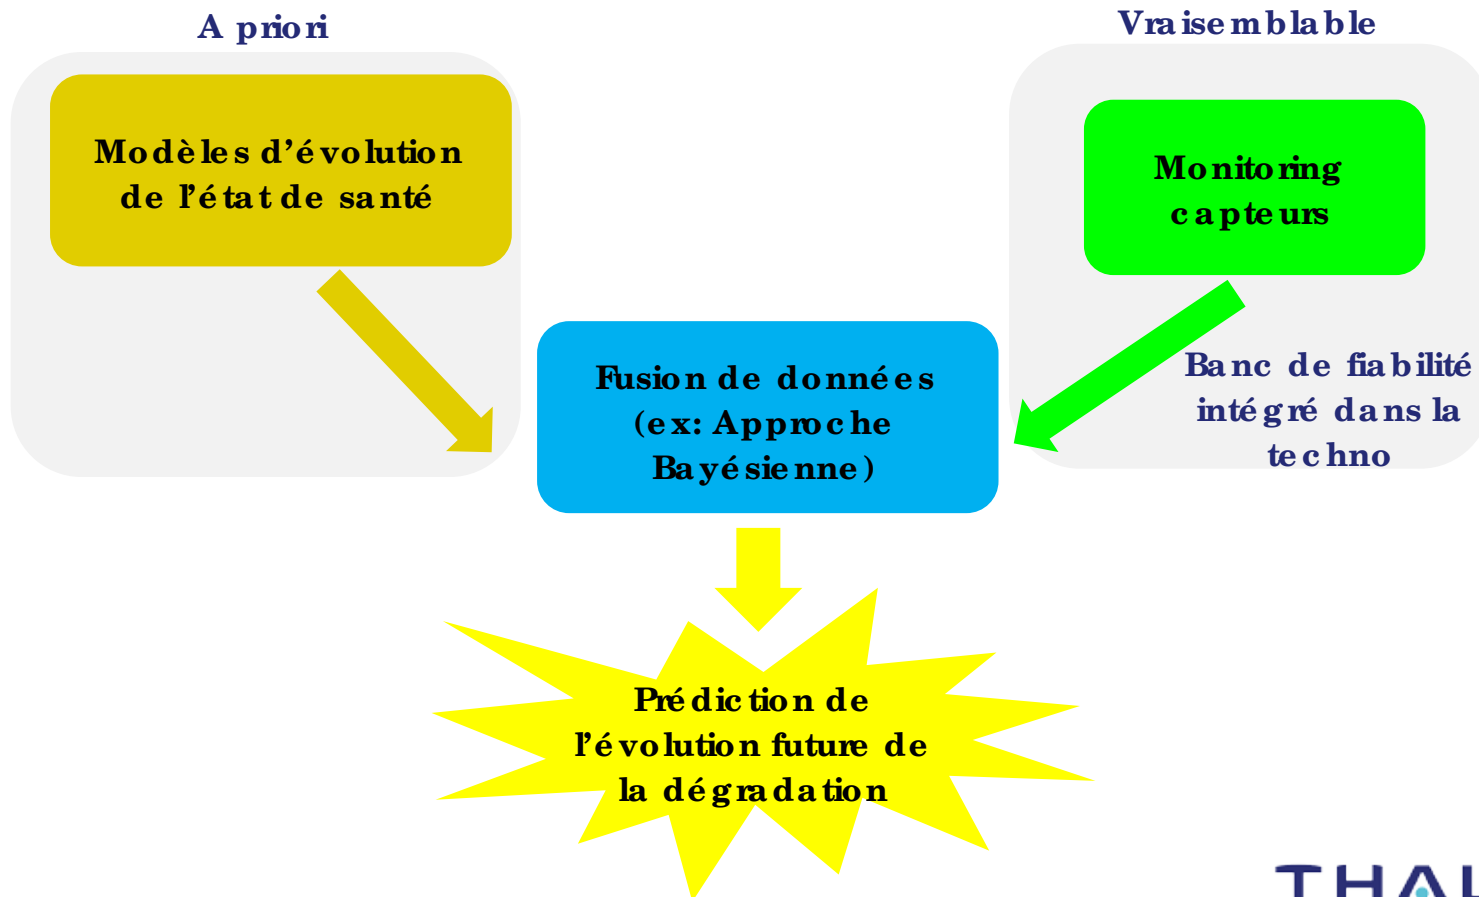 A priori
Modèles d’évolution
de l’état de santé
Vraisemblable
Monitoring
capteurs
Banc de fiabilité
intégré dans la
techno
Fusion de données
(ex: Approche
Bayésienne)
Prédiction de
l’évolution future de
la dégradation